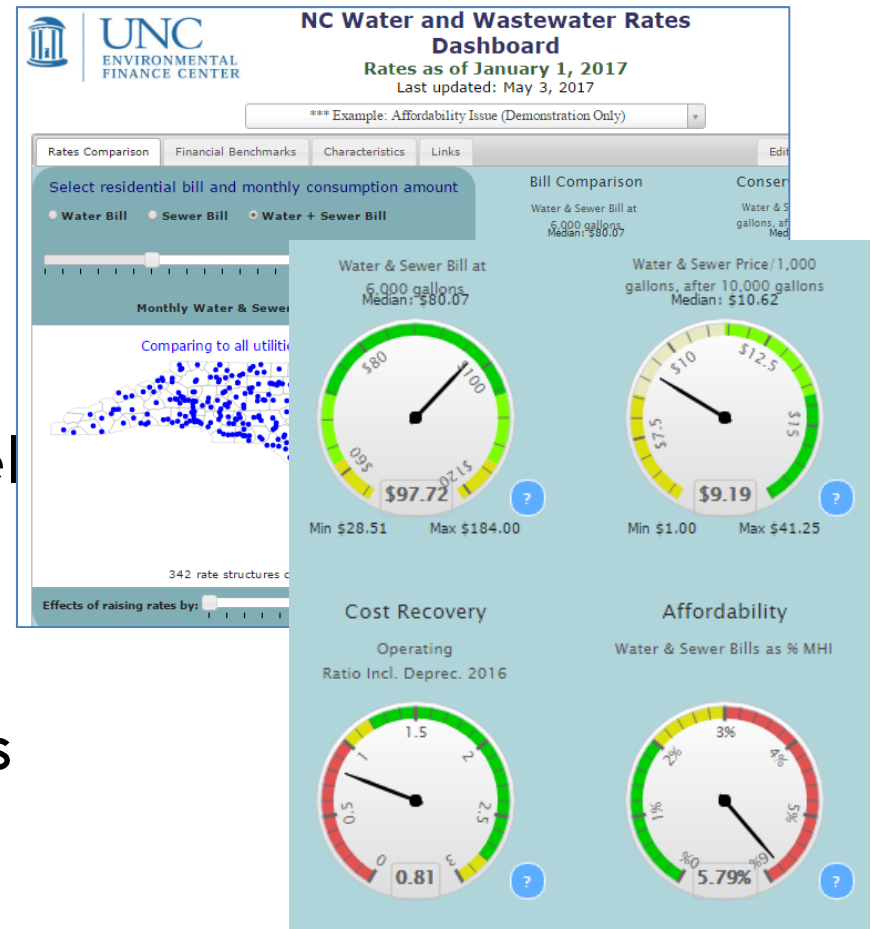 UNC
ENVIRONMENTAL
FINANCE CENTER
NC Water and Wastewater Rates
Dashboard
Rates as of January 1, 2017
Last updated: May 3, 2017
*** Example: Affordability Issue (Demonstration Only)
Rates Comparison Financial Benchmarks Characteristics Links Edit
Select residential bill and monthly consumption amount
Water Bill Sewer Bill Water + Sewer Bill
Bill Comparison
Water & Sewer Bill at
6,000 gallons
Median: $80.07
Conser
Water & S
gallons, af
Med
Monthly Water & Sewer
Comparing to all utilitie
342 rate structures c
Effects of raising rates by:
el
s
Water & Sewer Bill at
6,000 gallons
Median: $80.07
$60
$80
$100
$120
$97.72
?
Min $28.51 Max $184.00
Water & Sewer Price/1,000
gallons, after 10,000 gallons
Median: $10.62
$7.5
$10
$12.5
$15
$9.19
?
Min $1.00 Max $41.25
Cost Recovery
Operating
Ratio Incl. Deprec. 2016
0
0.5
1
1.5
2
2.5
3
0.81
?
Affordability
Water & Sewer Bills as % MHI
0%
1%
2%
3%
4%
5%
6%
5.79%
?